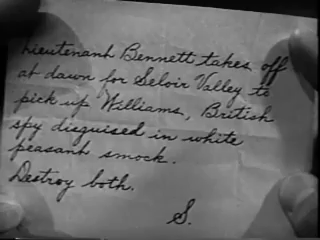 Lieutenant Bennett takes off
at dawn for Seloir Valley to
pick up Williams, British
spy disguised in white
peasant smock.
Destroy both.
S.